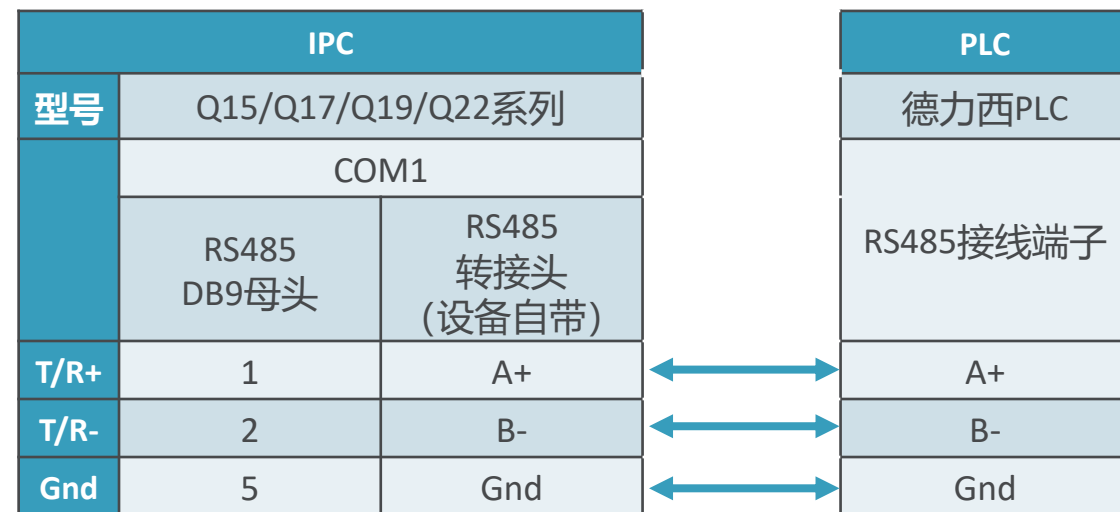 IPC
PLC
型号
Q15/Q17/Q19/Q22系列
德力西PLC
COM1
RS485
DB9母头
RS485
转接头
(设备自带)
RS485接线端子
T/R+
1
A+
A+
T/R-
2
B-
B-
Gnd
5
Gnd
Gnd